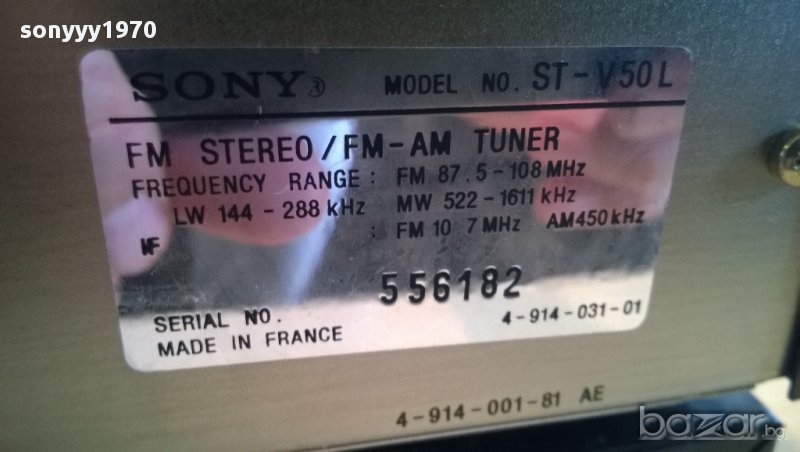 sonyyy1970
SONY ③ MODEL NO. ST-V50L
FM STEREO/FM-AM TUNER
FREQUENCY RANGE : FM 87.5-108 MHz
LW 144-288 kHz MW 522-1611 kHz
IF : FM 10.7 MHz AM450 kHz
556182
SERIAL NO. 4-914-031-01
MADE IN FRANCE
4-914-001-81 AE
bazar.bg